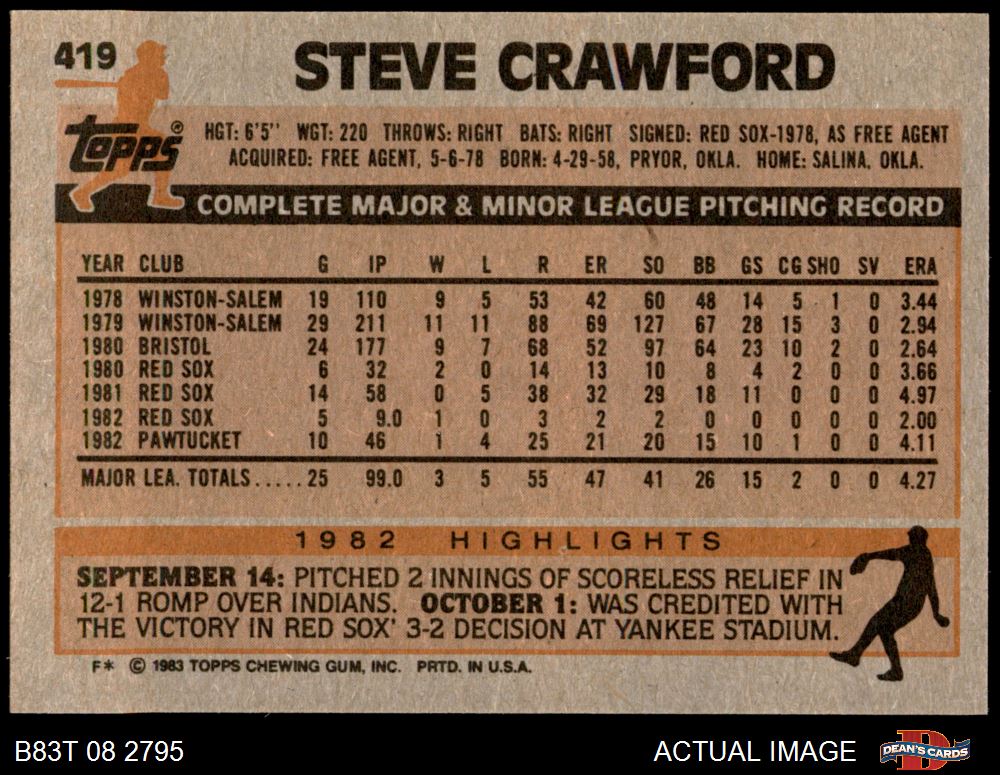 419
STEVE CRAWFORD
Topps®
HGT: 6'5" WGT: 220 THROWS: RIGHT BATS: RIGHT SIGNED: RED SOX-1978, AS FREE AGENT
ACQUIRED: FREE AGENT, 5-6-78 BORN: 4-29-58, PRYOR, OKLA. HOME: SALINA, OKLA.
COMPLETE MAJOR & MINOR LEAGUE PITCHING RECORD
YEAR CLUB G IP W L R ER SO BB GS CG SHO SV ERA
1978 WINSTON-SALEM 19 110 9 5 53 42 60 48 14 5 1 0 3.44
1979 WINSTON-SALEM 29 211 11 11 88 69 127 67 28 15 3 0 2.94
1980 BRISTOL 24 177 9 7 68 52 97 64 23 10 2 0 2.64
1980 RED SOX 6 32 2 0 14 13 10 8 4 2 0 0 3.66
1981 RED SOX 14 58 0 5 38 32 29 18 11 0 0 0 4.97
1982 RED SOX 5 9.0 1 0 3 2 2 0 0 0 0 0 2.00
1982 PAWTUCKET 10 46 1 4 25 21 20 15 10 1 0 0 4.11
MAJOR LEA. TOTALS.....25 99.0 3 5 55 47 41 26 15 2 0 0 4.27
1982 HIGHLIGHTS
SEPTEMBER 14: PITCHED 2 INNINGS OF SCORELESS RELIEF IN
12-1 ROMP OVER INDIANS. OCTOBER 1: WAS CREDITED WITH
THE VICTORY IN RED SOX' 3-2 DECISION AT YANKEE STADIUM.
F* © 1983 TOPPS CHEWING GUM, INC. PRTD. IN U.S.A.
B83T 08 2795 ACTUAL IMAGE DEAN'S CARDS